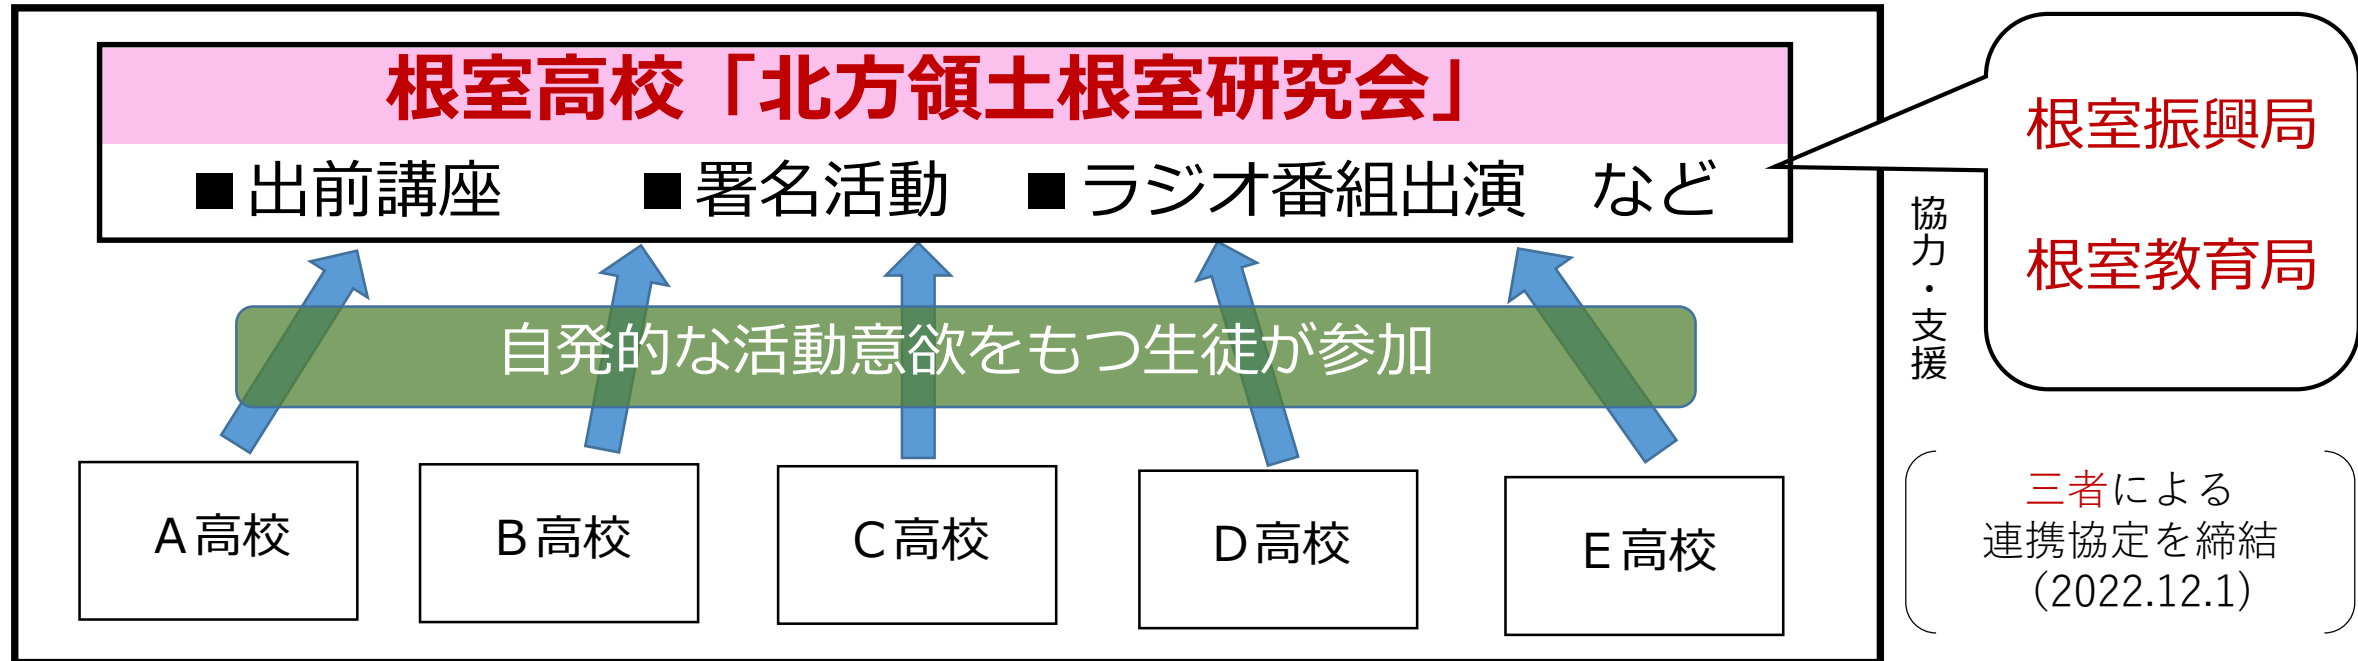 根室高校「北方領土根室研究会」
■出前講座　　■署名活動　■ラジオ番組出演　など
自発的な活動意欲をもつ生徒が参加
A高校
B高校
C高校
D高校
E高校
根室振興局
根室教育局
協力・支援
三者による
連携協定を締結
(2022.12.1)